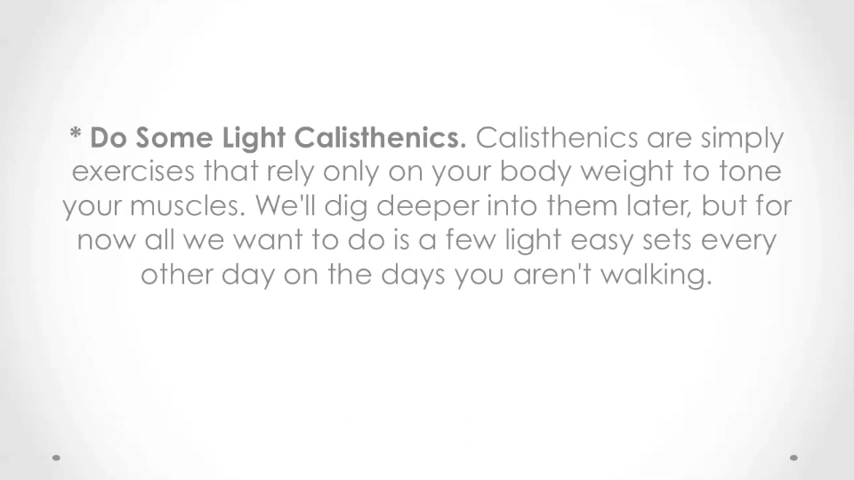 * Do Some Light Calisthenics. Calisthenics are simply
exercises that rely only on your body weight to tone
your muscles. We'll dig deeper into them later, but for
now all we want to do is a few light easy sets every
other day on the days you aren't walking.